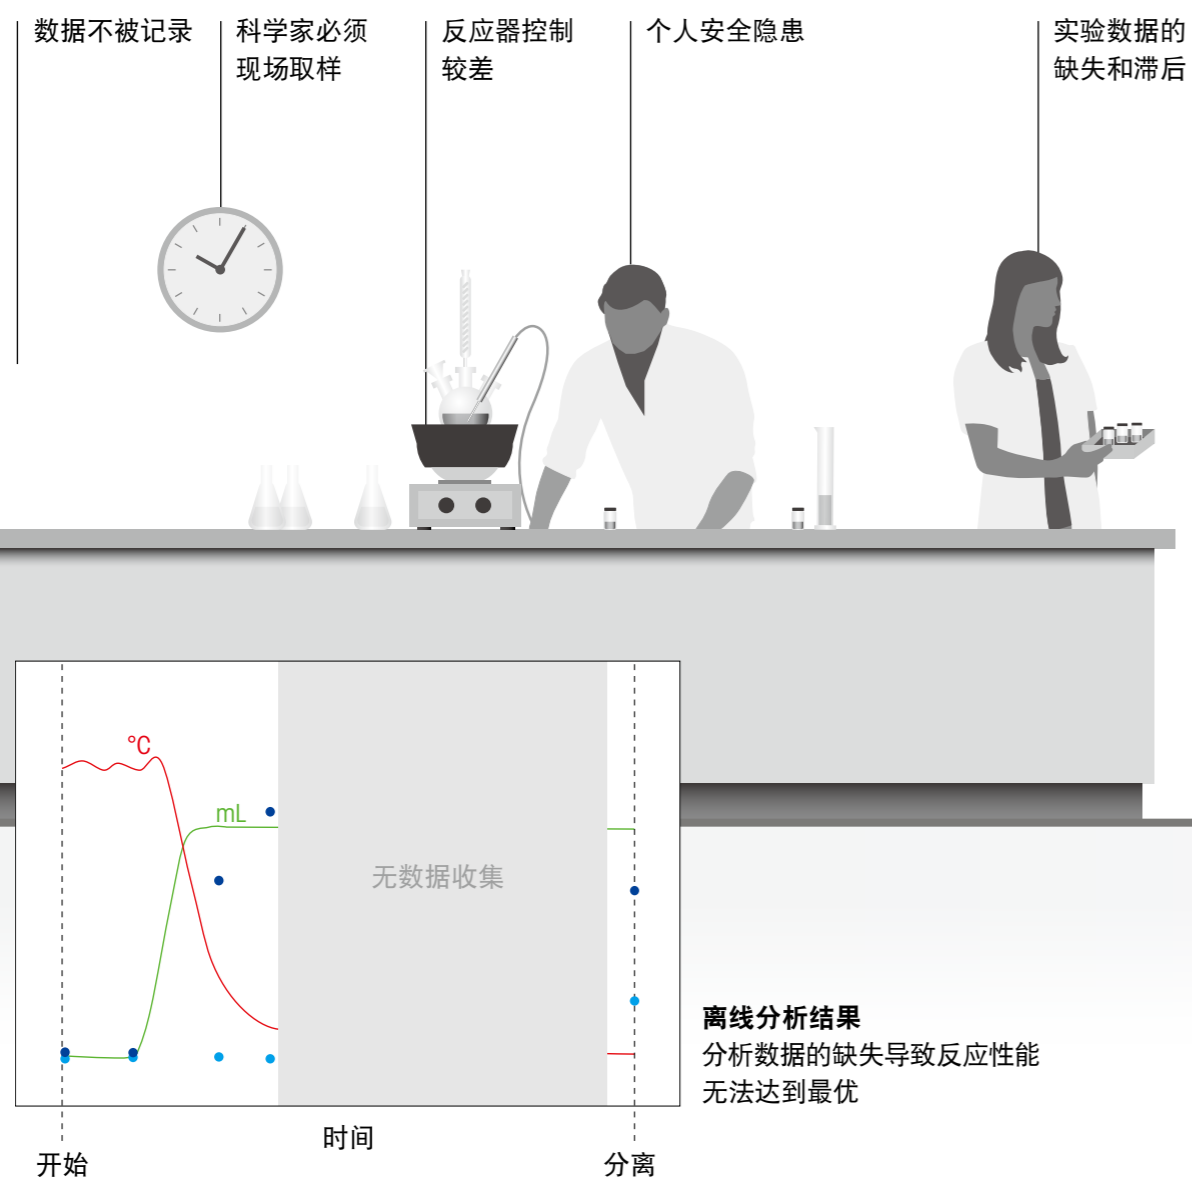 数据不被记录
科学家必须
现场取样
反应器控制
较差
个人安全隐患
实验数据的
缺失和滞后
°C
mL
无数据收集
离线分析结果
分析数据的缺失导致反应性能
无法达到最优
时间
开始
分离